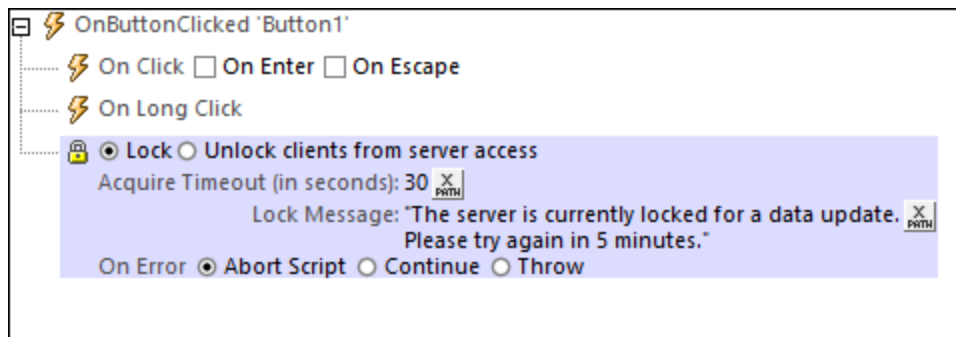 OnButtonClicked 'Button1'
On Click On Enter On Escape
On Long Click
Lock Unlock clients from server access
Acquire Timeout (in seconds): 30 X PATH
Lock Message: "The server is currently locked for a data update. X PATH
Please try again in 5 minutes."
On Error Abort Script Continue Throw